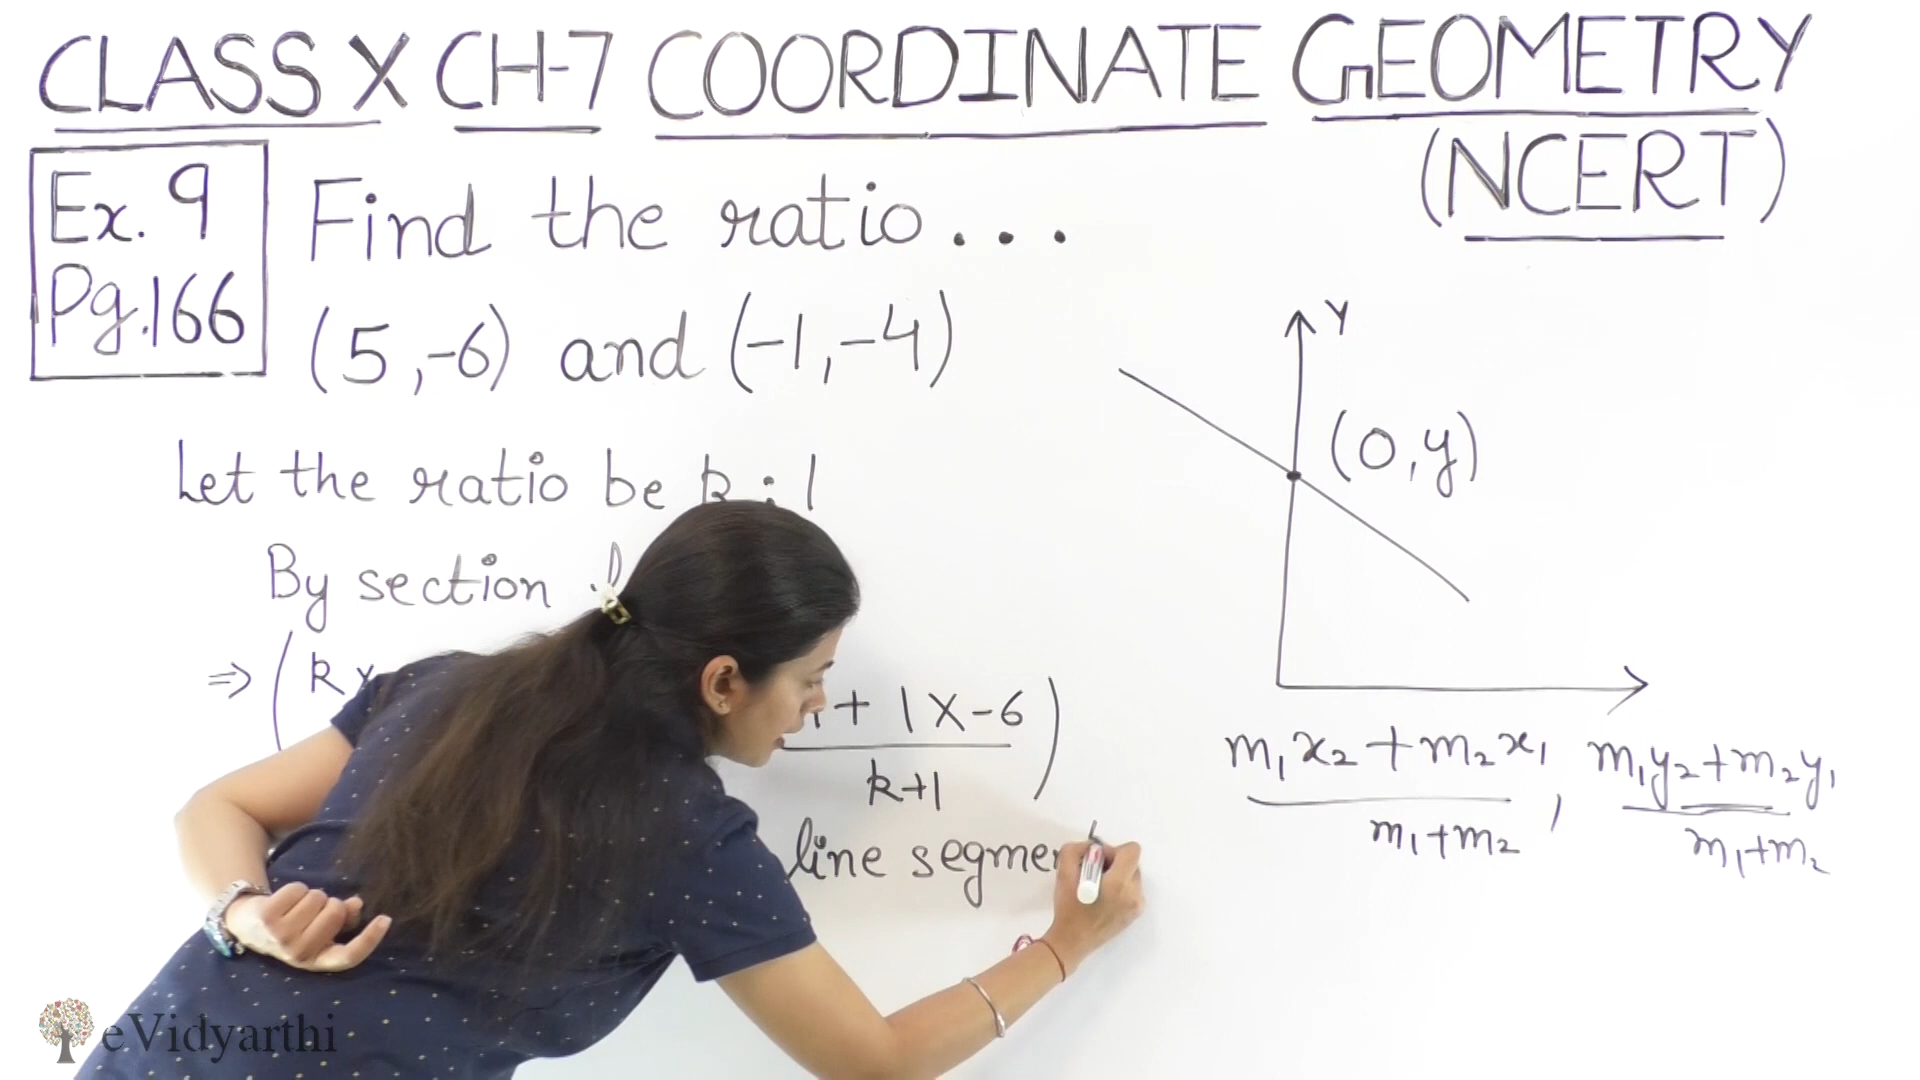 CLASS X CH-7 COORDINATE GEOMETRY
(NCERT)
Ex. 9
Pg.166
Find the ratio...
(5,-6) and (-1,-4)
Let the ratio be k:1
By section
⇒ ( k x
+ 1x-6 )
k+1
line segment
Y
(0,y)
m₁x₂+m₂x₁ , m₁y₂+m₂y₁
m₁+m₂ m₁+m₂
eVidyarthi